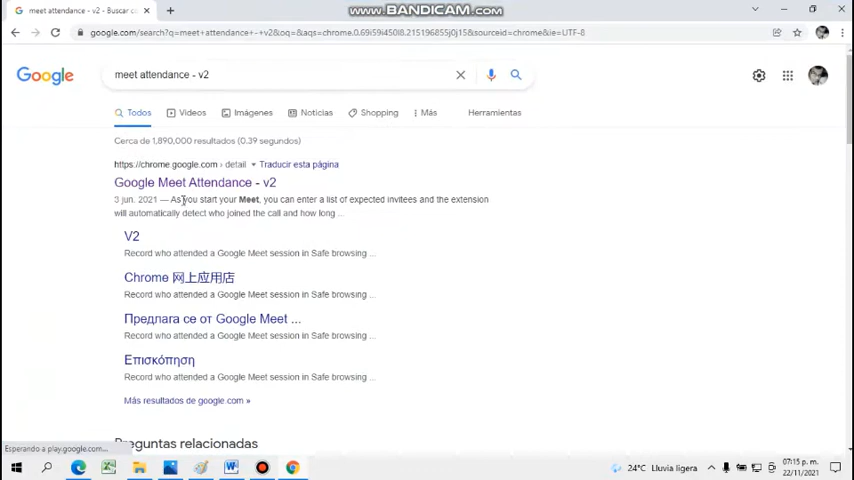 meet attendance - v2 - Buscar c
www.BANDICAM.com
google.com/search?q=meet+attendance+-+v2&oq=&aqs=chrome.0.69i59i450l8.215196855j0j15&sourceid=chrome&ie=UTF-8
Google
meet attendance - v2
Todos
Videos
Imágenes
Noticias
Shopping
Más
Herramientas
Cerca de 1,890,000 resultados (0.39 segundos)
https://chrome.google.com › detail
Traducir esta página
Google Meet Attendance - v2
3 jun. 2021 — As you start your Meet, you can enter a list of expected invitees and the extension
will automatically detect who joined the call and how long ...
V2
Record who attended a Google Meet session in Safe browsing ...
Chrome 网上应用店
Record who attended a Google Meet session in Safe browsing ...
Предлага се от Google Meet ...
Record who attended a Google Meet session in Safe browsing ...
Επισκόπηση
Record who attended a Google Meet session in Safe browsing ...
Más resultados de google.com »
Preguntas relacionadas
Esperando a play.google.com...
24°C Lluvia ligera
07:15 p. m.
22/11/2021